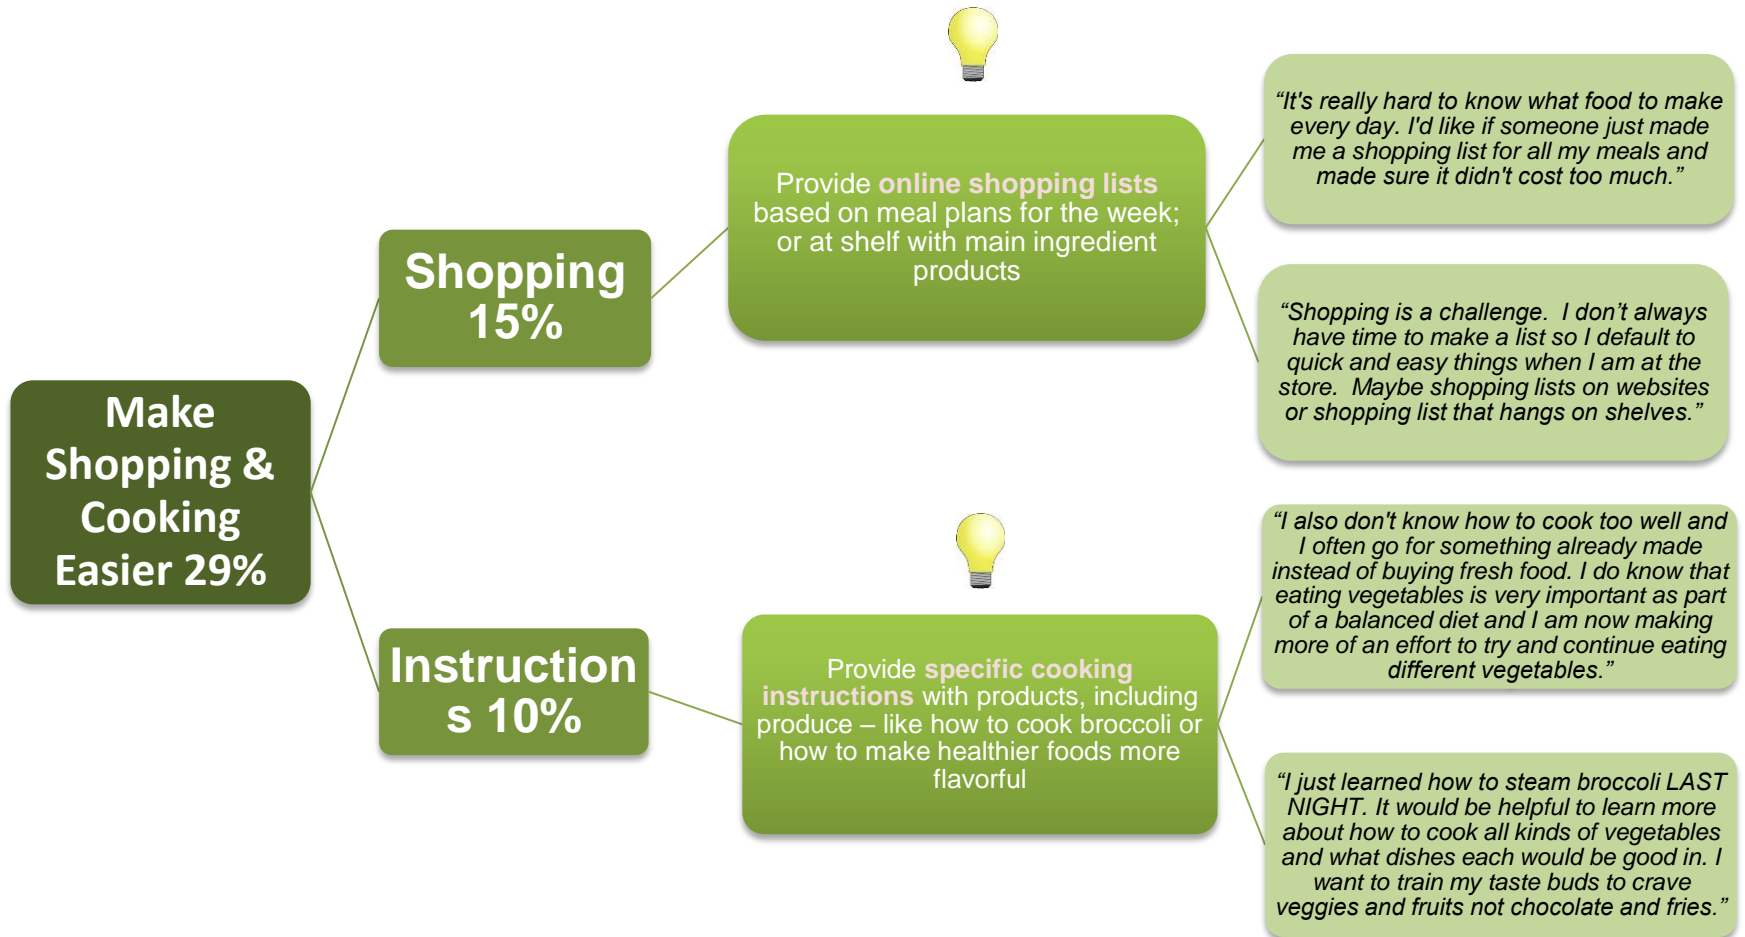 Make
Shopping &
Cooking
Easier 29%
Shopping
15%
Provide online shopping lists
based on meal plans for the week;
or at shelf with main ingredient
products
“It's really hard to know what food to make
every day. I'd like if someone just made
me a shopping list for all my meals and
made sure it didn't cost too much.”
“Shopping is a challenge.  I don’t always
have time to make a list so I default to
quick and easy things when I am at the
store.  Maybe shopping lists on websites
or shopping list that hangs on shelves.”
Instruction
s 10%
Provide specific cooking
instructions with products, including
produce – like how to cook broccoli or
how to make healthier foods more
flavorful
“I also don't know how to cook too well and
I often go for something already made
instead of buying fresh food. I do know that
eating vegetables is very important as part
of a balanced diet and I am now making
more of an effort to try and continue eating
different vegetables.”
“I just learned how to steam broccoli LAST
NIGHT. It would be helpful to learn more
about how to cook all kinds of vegetables
and what dishes each would be good in. I
want to train my taste buds to crave
veggies and fruits not chocolate and fries.”